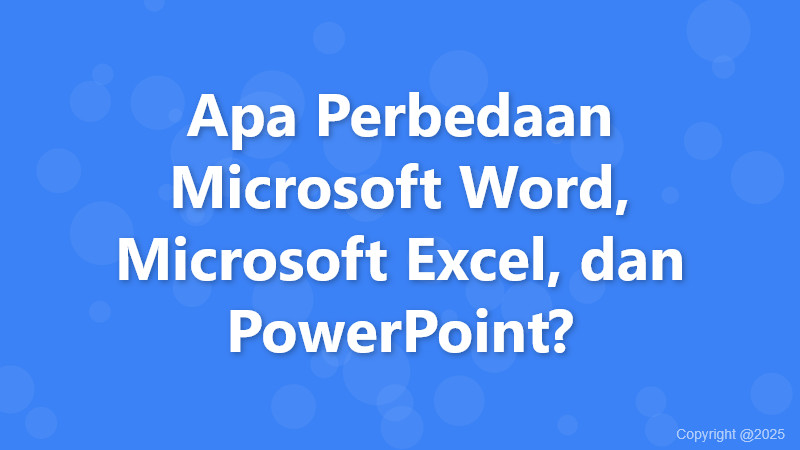 Apa Perbedaan
Microsoft Word,
Microsoft Excel, dan
PowerPoint?
Copyright @2025